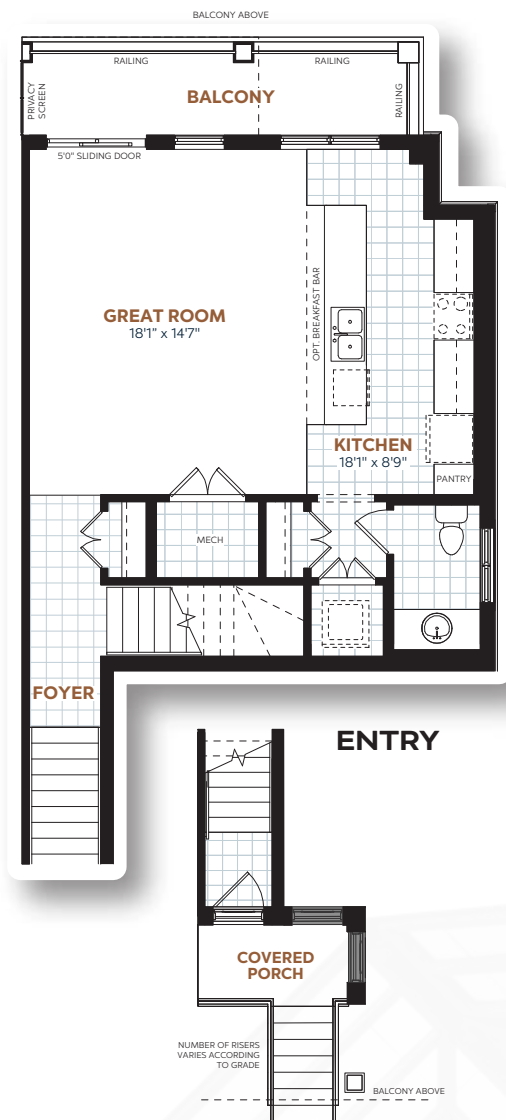 BALCONY ABOVE
RAILING
RAILING
PRIVACY
SCREEN
BALCONY
RAILING
5'0" SLIDING DOOR
OPT. BREAKFAST BAR
GREAT ROOM
18'1" x 14'7"
KITCHEN
18'1" x 8'9"
PANTRY
MECH
FOYER
ENTRY
COVERED
PORCH
NUMBER OF RISERS
VARIES ACCORDING
TO GRADE
BALCONY ABOVE